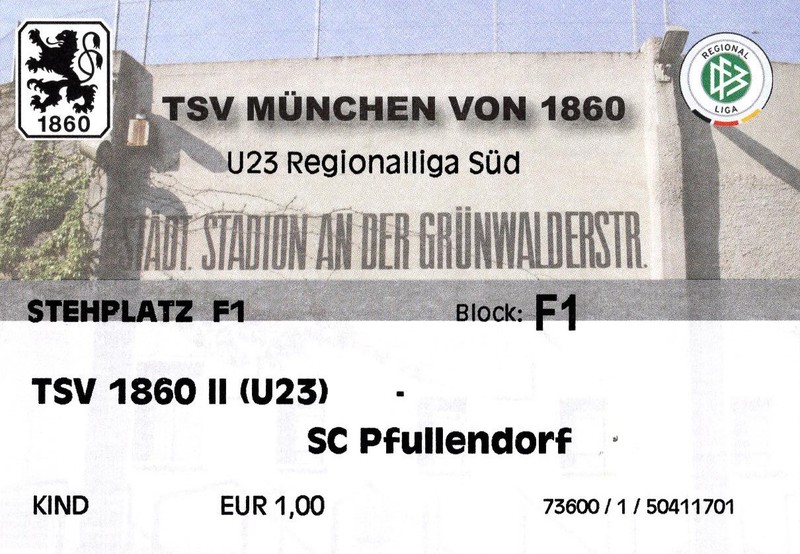 1860
TSV MÜNCHEN VON 1860
REGIONAL
DFB
LIGA
U23 Regionalliga Süd
STÄDT. STADION AN DER GRÜNWALDERSTR.
STEHPLATZ F1 Block: F1
TSV 1860 II (U23) -
SC Pfullendorf
KIND EUR 1,00 73600 / 1 / 50411701